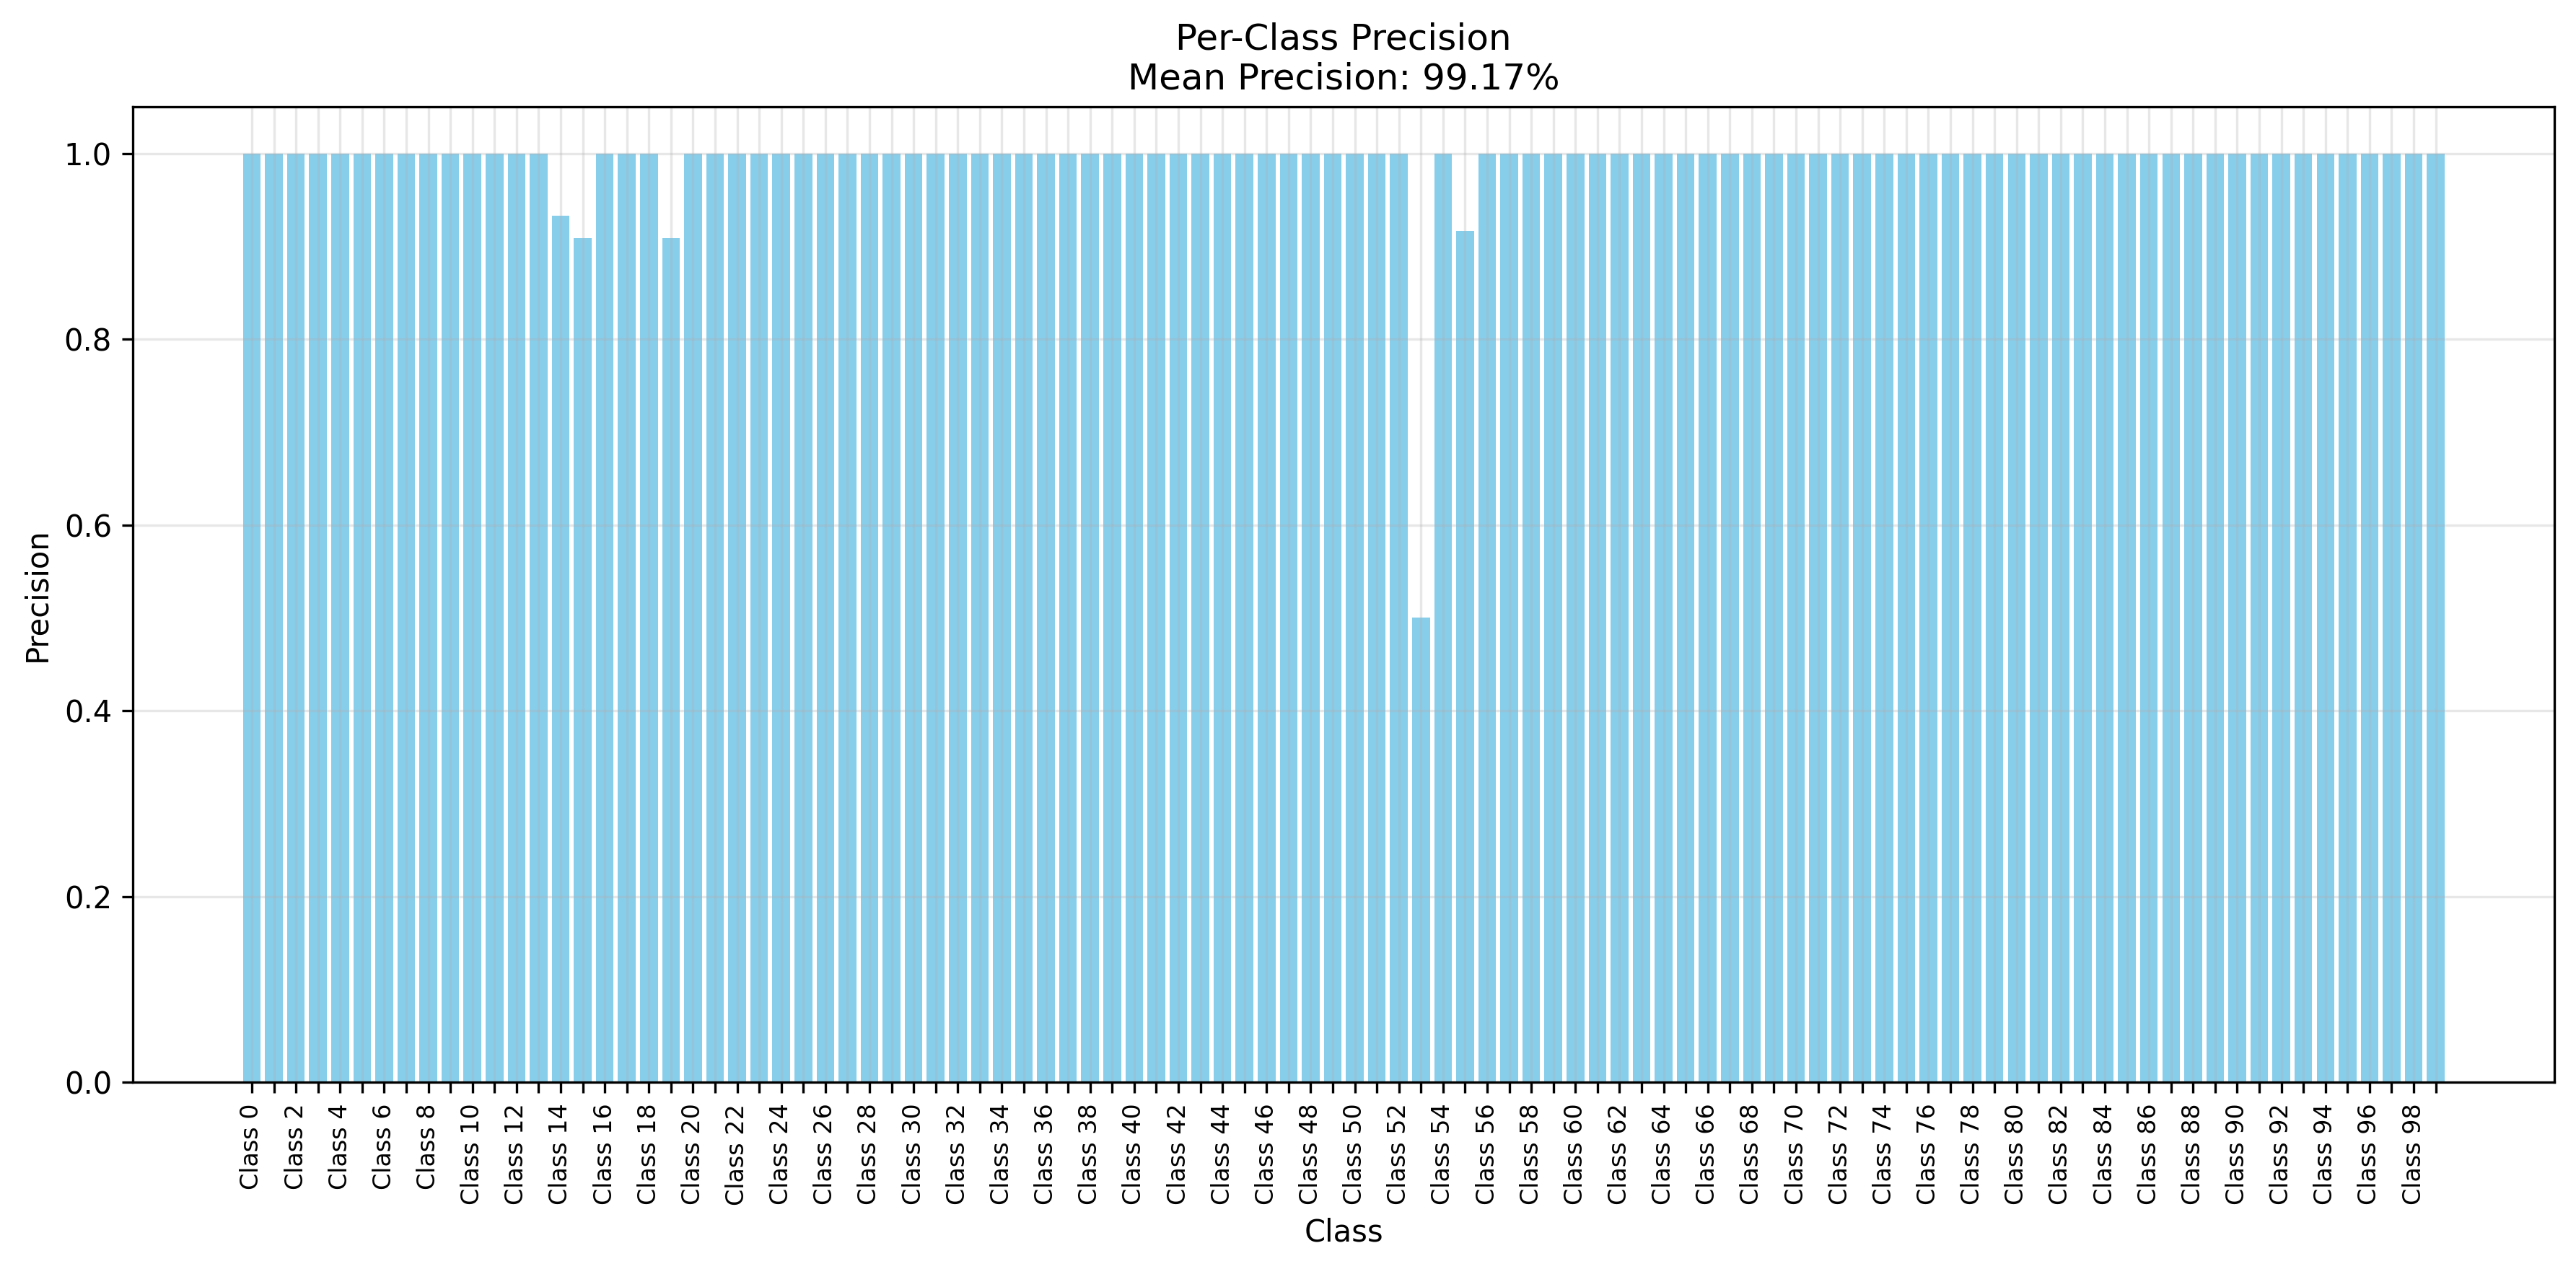 Per-Class Precision
Mean Precision: 99.17%
Precision
1.0
0.8
0.6
0.4
0.2
0.0
Class 0
Class 2
Class 4
Class 6
Class 8
Class 10
Class 12
Class 14
Class 16
Class 18
Class 20
Class 22
Class 24
Class 26
Class 28
Class 30
Class 32
Class 34
Class 36
Class 38
Class 40
Class 42
Class 44
Class 46
Class 48
Class 50
Class 52
Class 54
Class 56
Class 58
Class 60
Class 62
Class 64
Class 66
Class 68
Class 70
Class 72
Class 74
Class 76
Class 78
Class 80
Class 82
Class 84
Class 86
Class 88
Class 90
Class 92
Class 94
Class 96
Class 98
Class